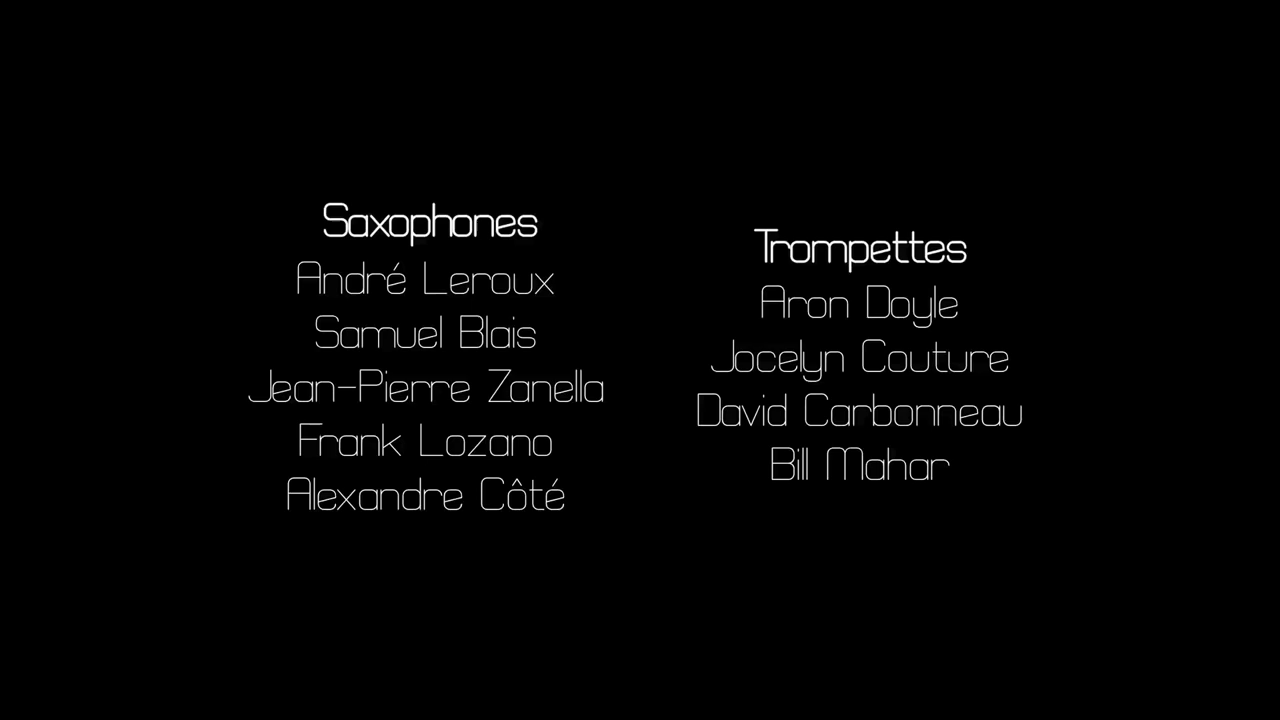 Saxophones
André Leroux
Samuel Blais
Jean-Pierre Zanella
Frank Lozano
Alexandre Côté
Trompettes
Aron Doyle
Jocelyn Couture
David Carbonneau
Bill Mahar